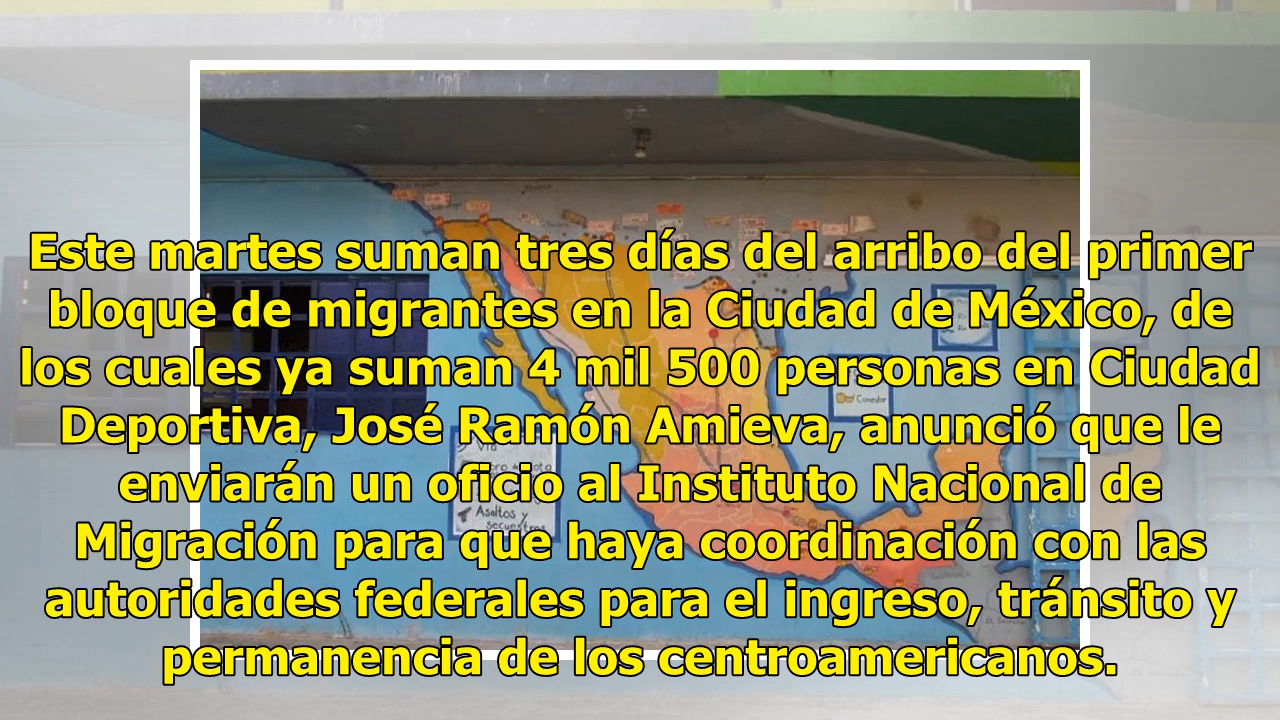 Este martes suman tres días del arribo del primer
bloque de migrantes en la Ciudad de México, de
los cuales ya suman 4 mil 500 personas en Ciudad
Deportiva, José Ramón Amieva, anunció que le
enviarán un oficio al Instituto Nacional de
Migración para que haya coordinación con las
autoridades federales para el ingreso, tránsito y
permanencia de los centroamericanos.
Comedor
Asaltos y
secuestros